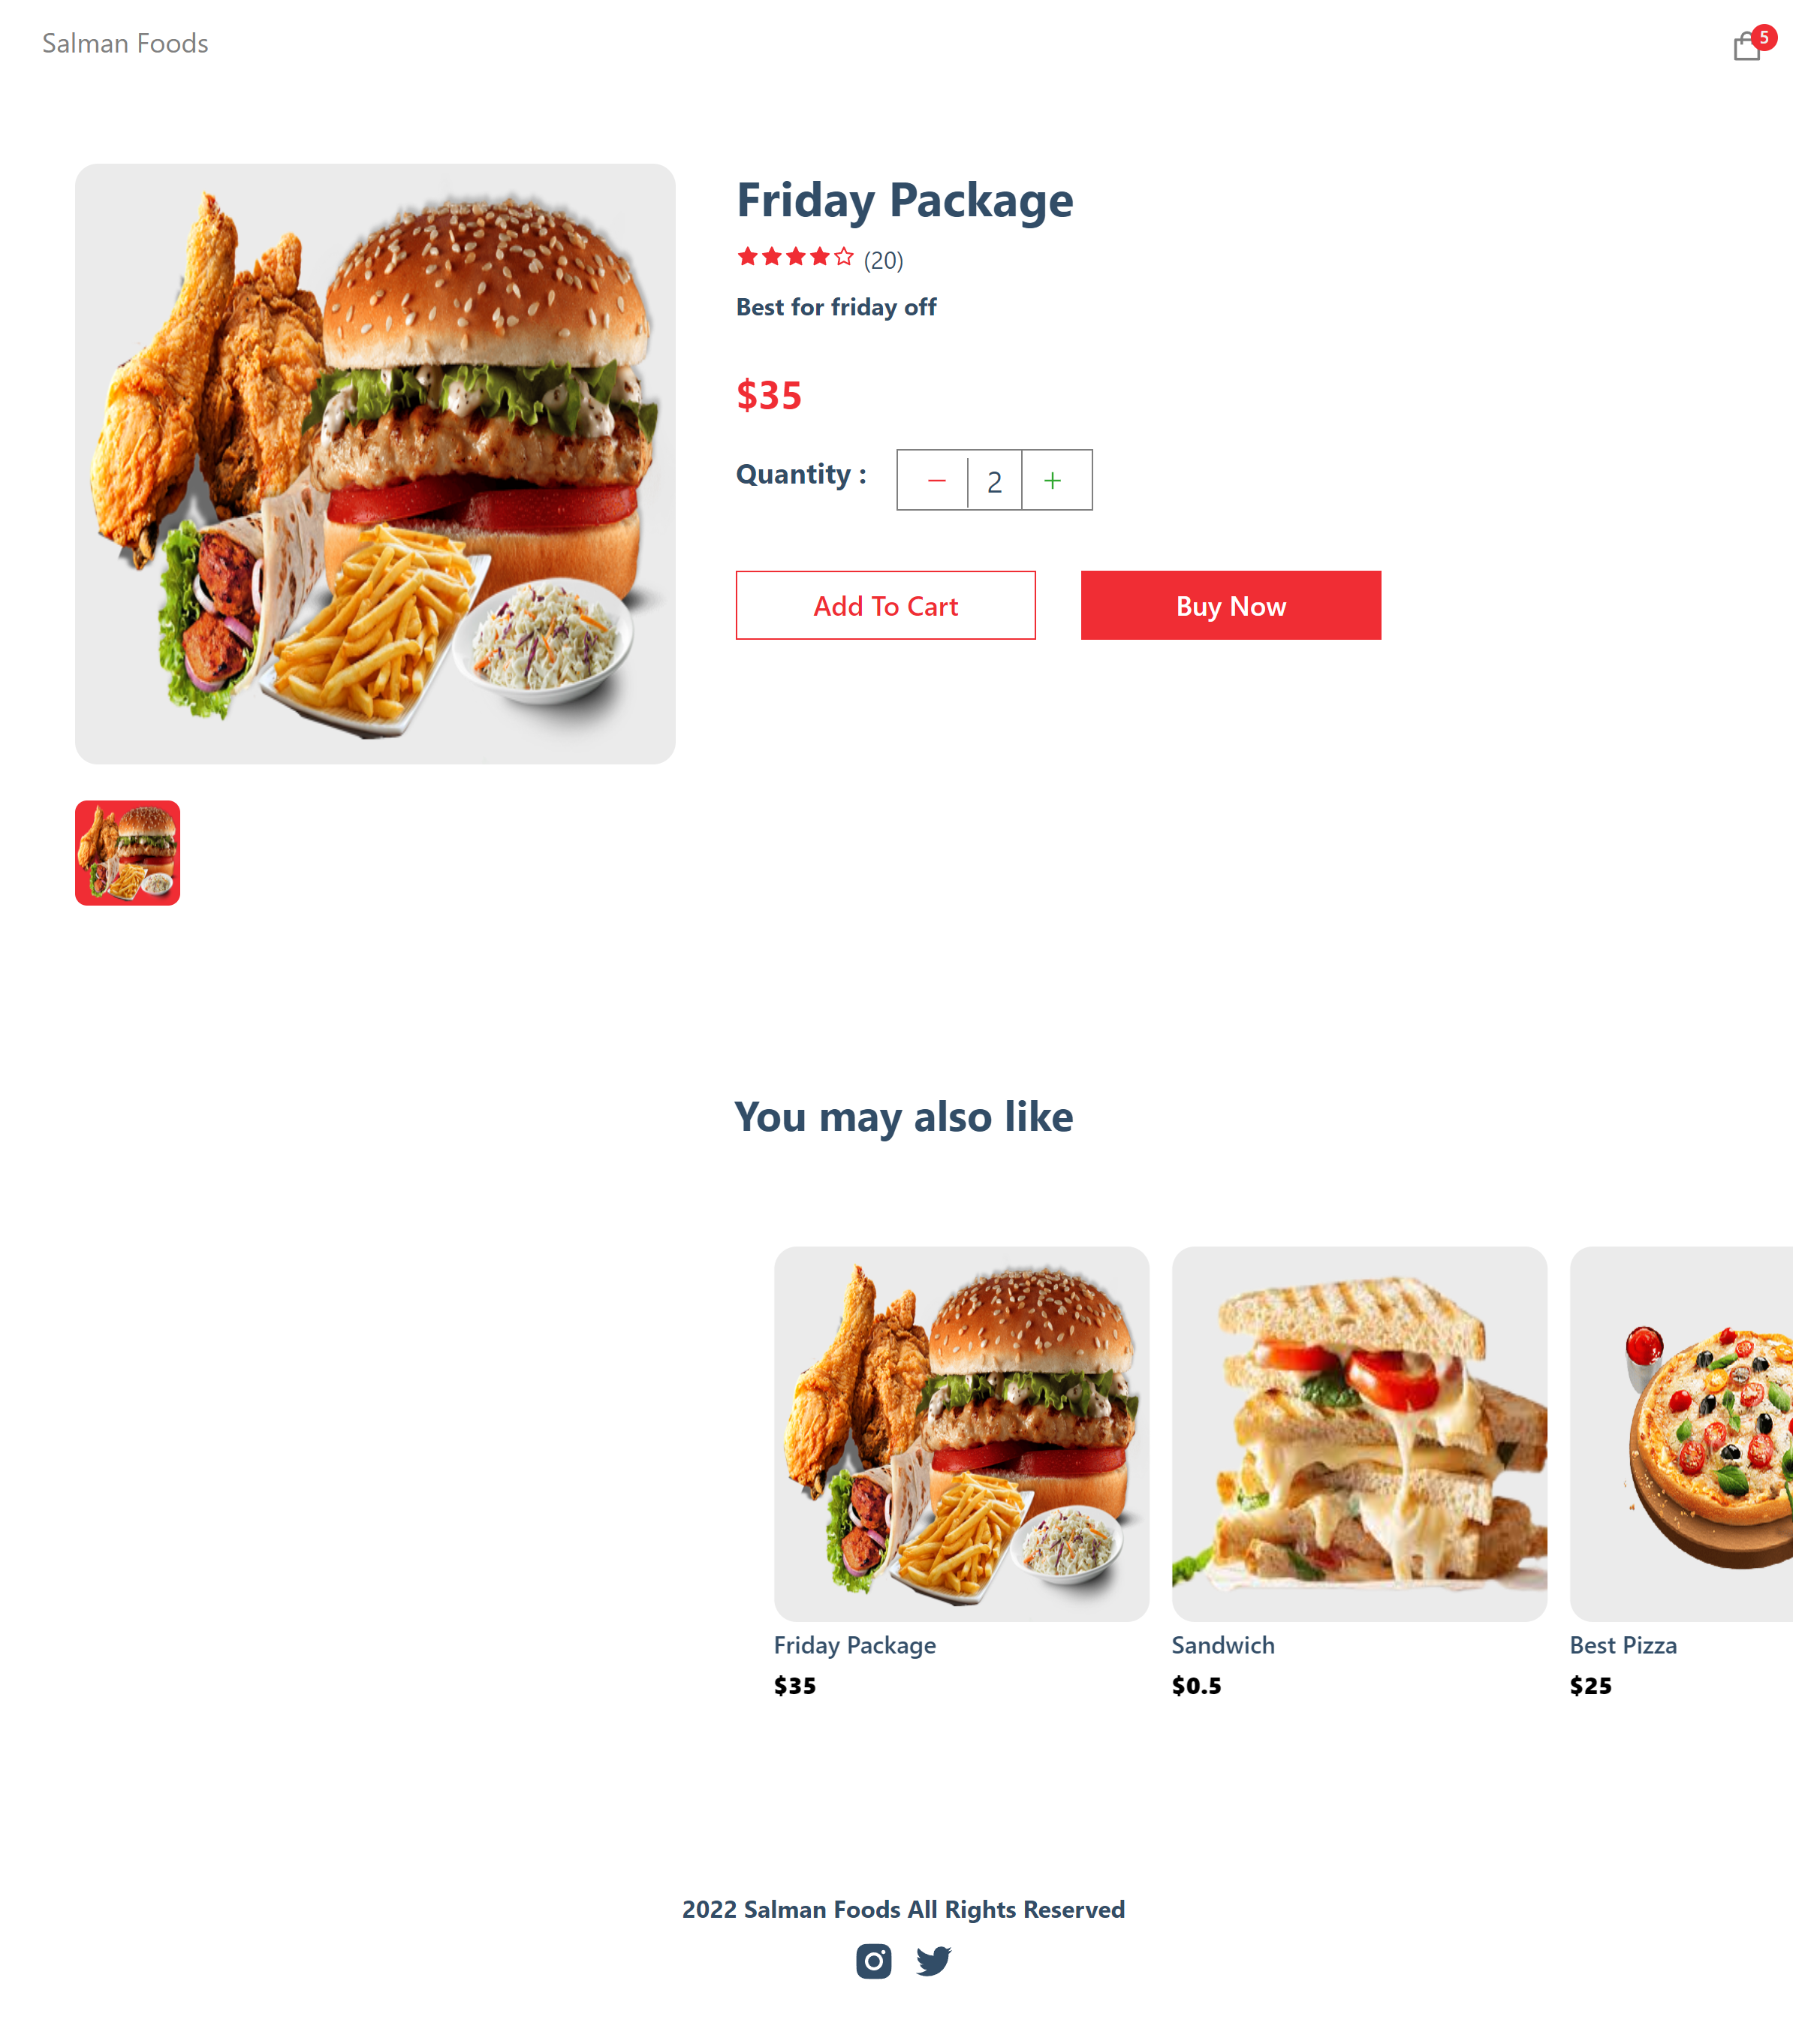 Salman Foods
5
Friday Package
(20)
Best for friday off
$35
Quantity :
− 2 +
Add To Cart
Buy Now
You may also like
Friday Package
$35
Sandwich
$0.5
Best Pizza
$25
2022 Salman Foods All Rights Reserved